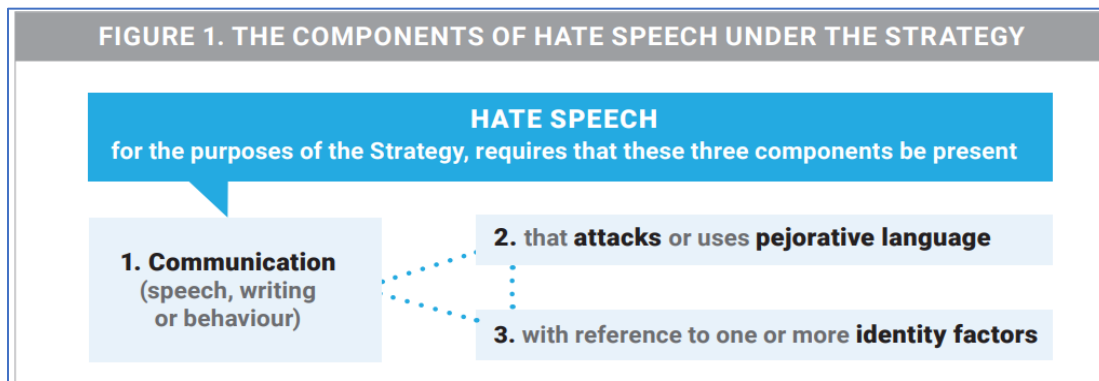 FIGURE 1. THE COMPONENTS OF HATE SPEECH UNDER THE STRATEGY
HATE SPEECH
for the purposes of the Strategy, requires that these three components be present
1. Communication
(speech, writing
or behaviour)
2. that attacks or uses pejorative language
3. with reference to one or more identity factors